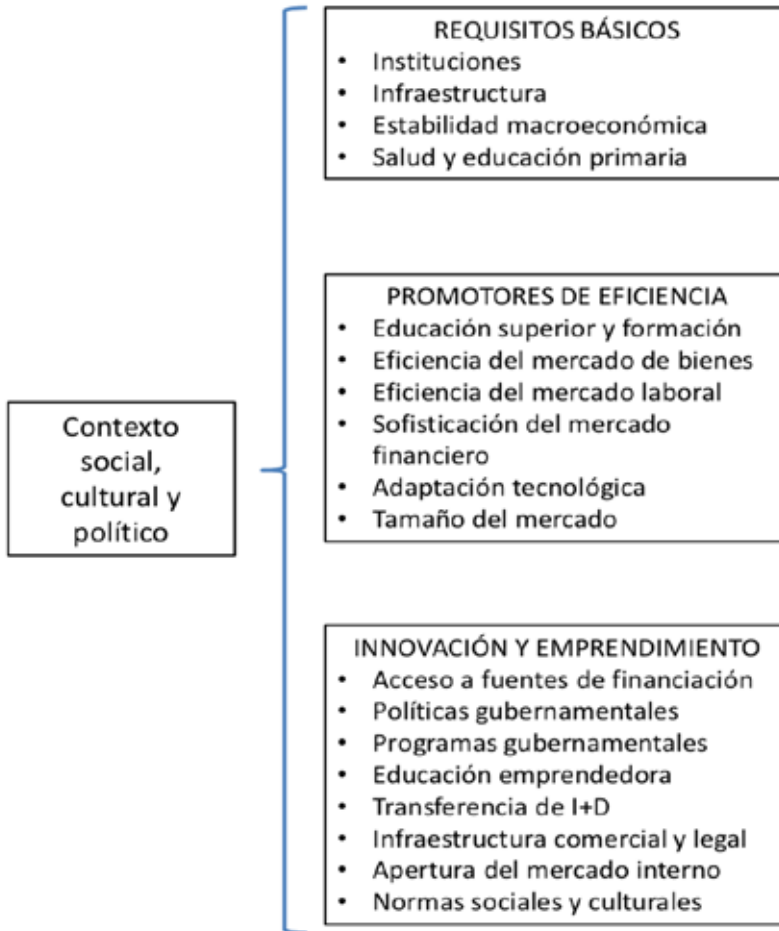 REQUISITOS BÁSICOS
• Instituciones
• Infraestructura
• Estabilidad macroeconómica
• Salud y educación primaria
PROMOTORES DE EFICIENCIA
• Educación superior y formación
• Eficiencia del mercado de bienes
• Eficiencia del mercado laboral
• Sofisticación del mercado
financiero
• Adaptación tecnológica
• Tamaño del mercado
Contexto
social,
cultural y
político
INNOVACIÓN Y EMPRENDIMIENTO
• Acceso a fuentes de financiación
• Políticas gubernamentales
• Programas gubernamentales
• Educación emprendedora
• Transferencia de I+D
• Infraestructura comercial y legal
• Apertura del mercado interno
• Normas sociales y culturales